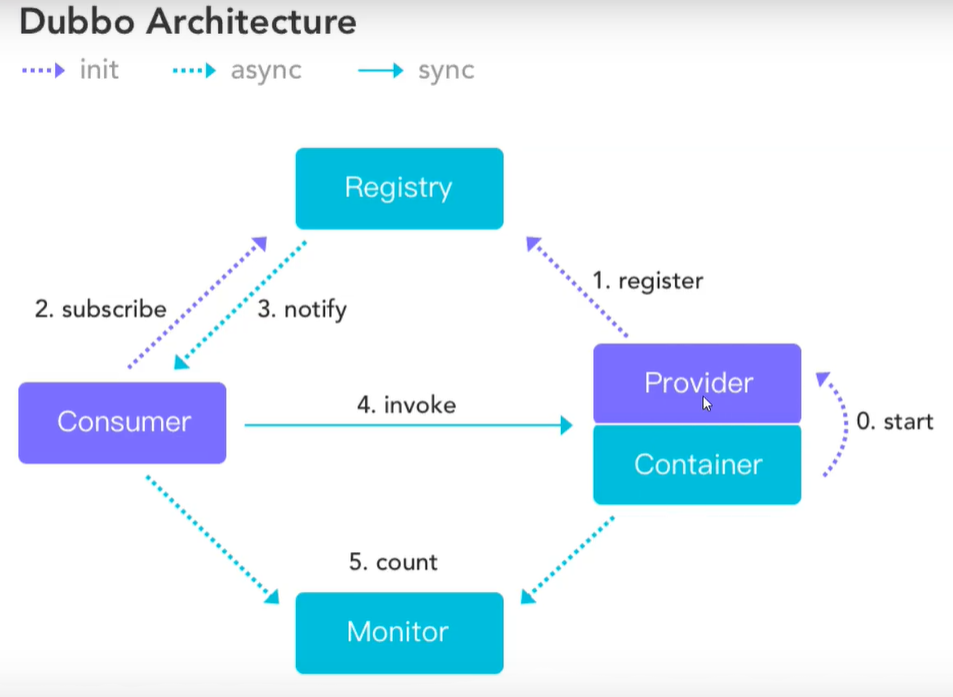 Dubbo Architecture
init async sync
Registry
1. register
2. subscribe 3. notify
Provider
4. invoke
Consumer
0. start
Container
5. count
Monitor